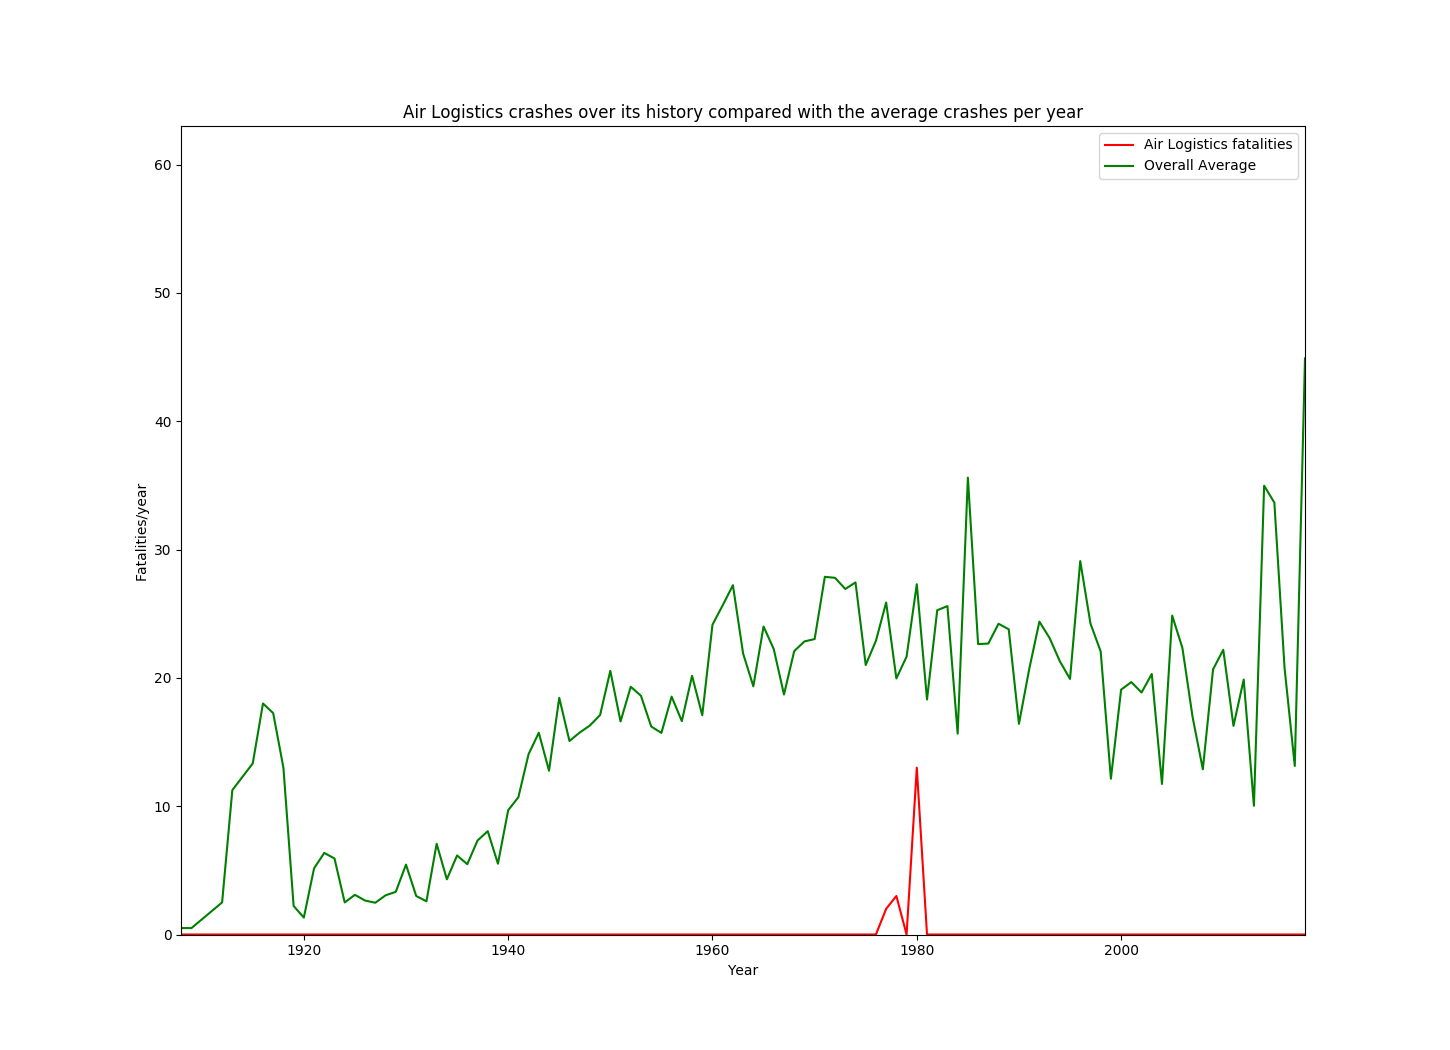 Air Logistics crashes over its history compared with the average crashes per year
Air Logistics fatalities
Overall Average
60
50
40
30
20
10
0
Fatalities/year
1920 1940 1960 1980 2000
Year